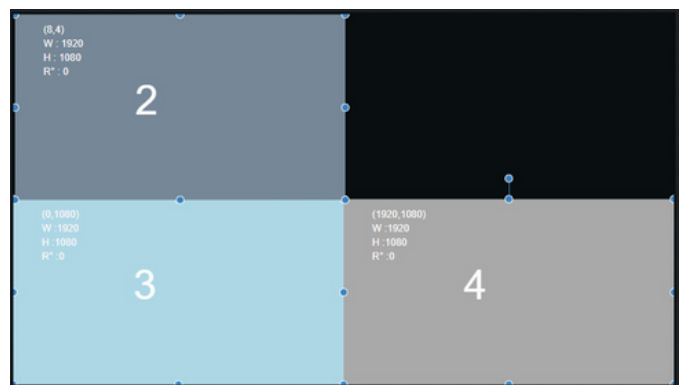 (8,4)
W : 1920
H : 1080
R° : 0
2
(0,1080)
W :1920
H :1080
R° :0
3
(1920,1080)
W :1920
H :1080
R° :0
4